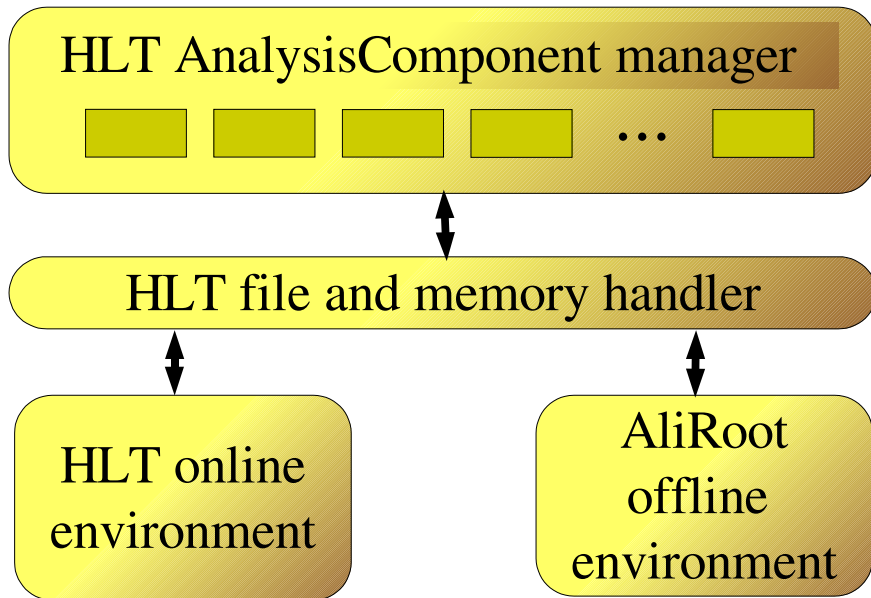 HLT AnalysisComponent manager
...
HLT file and memory handler
HLT online
environment
AliRoot
offline
environment